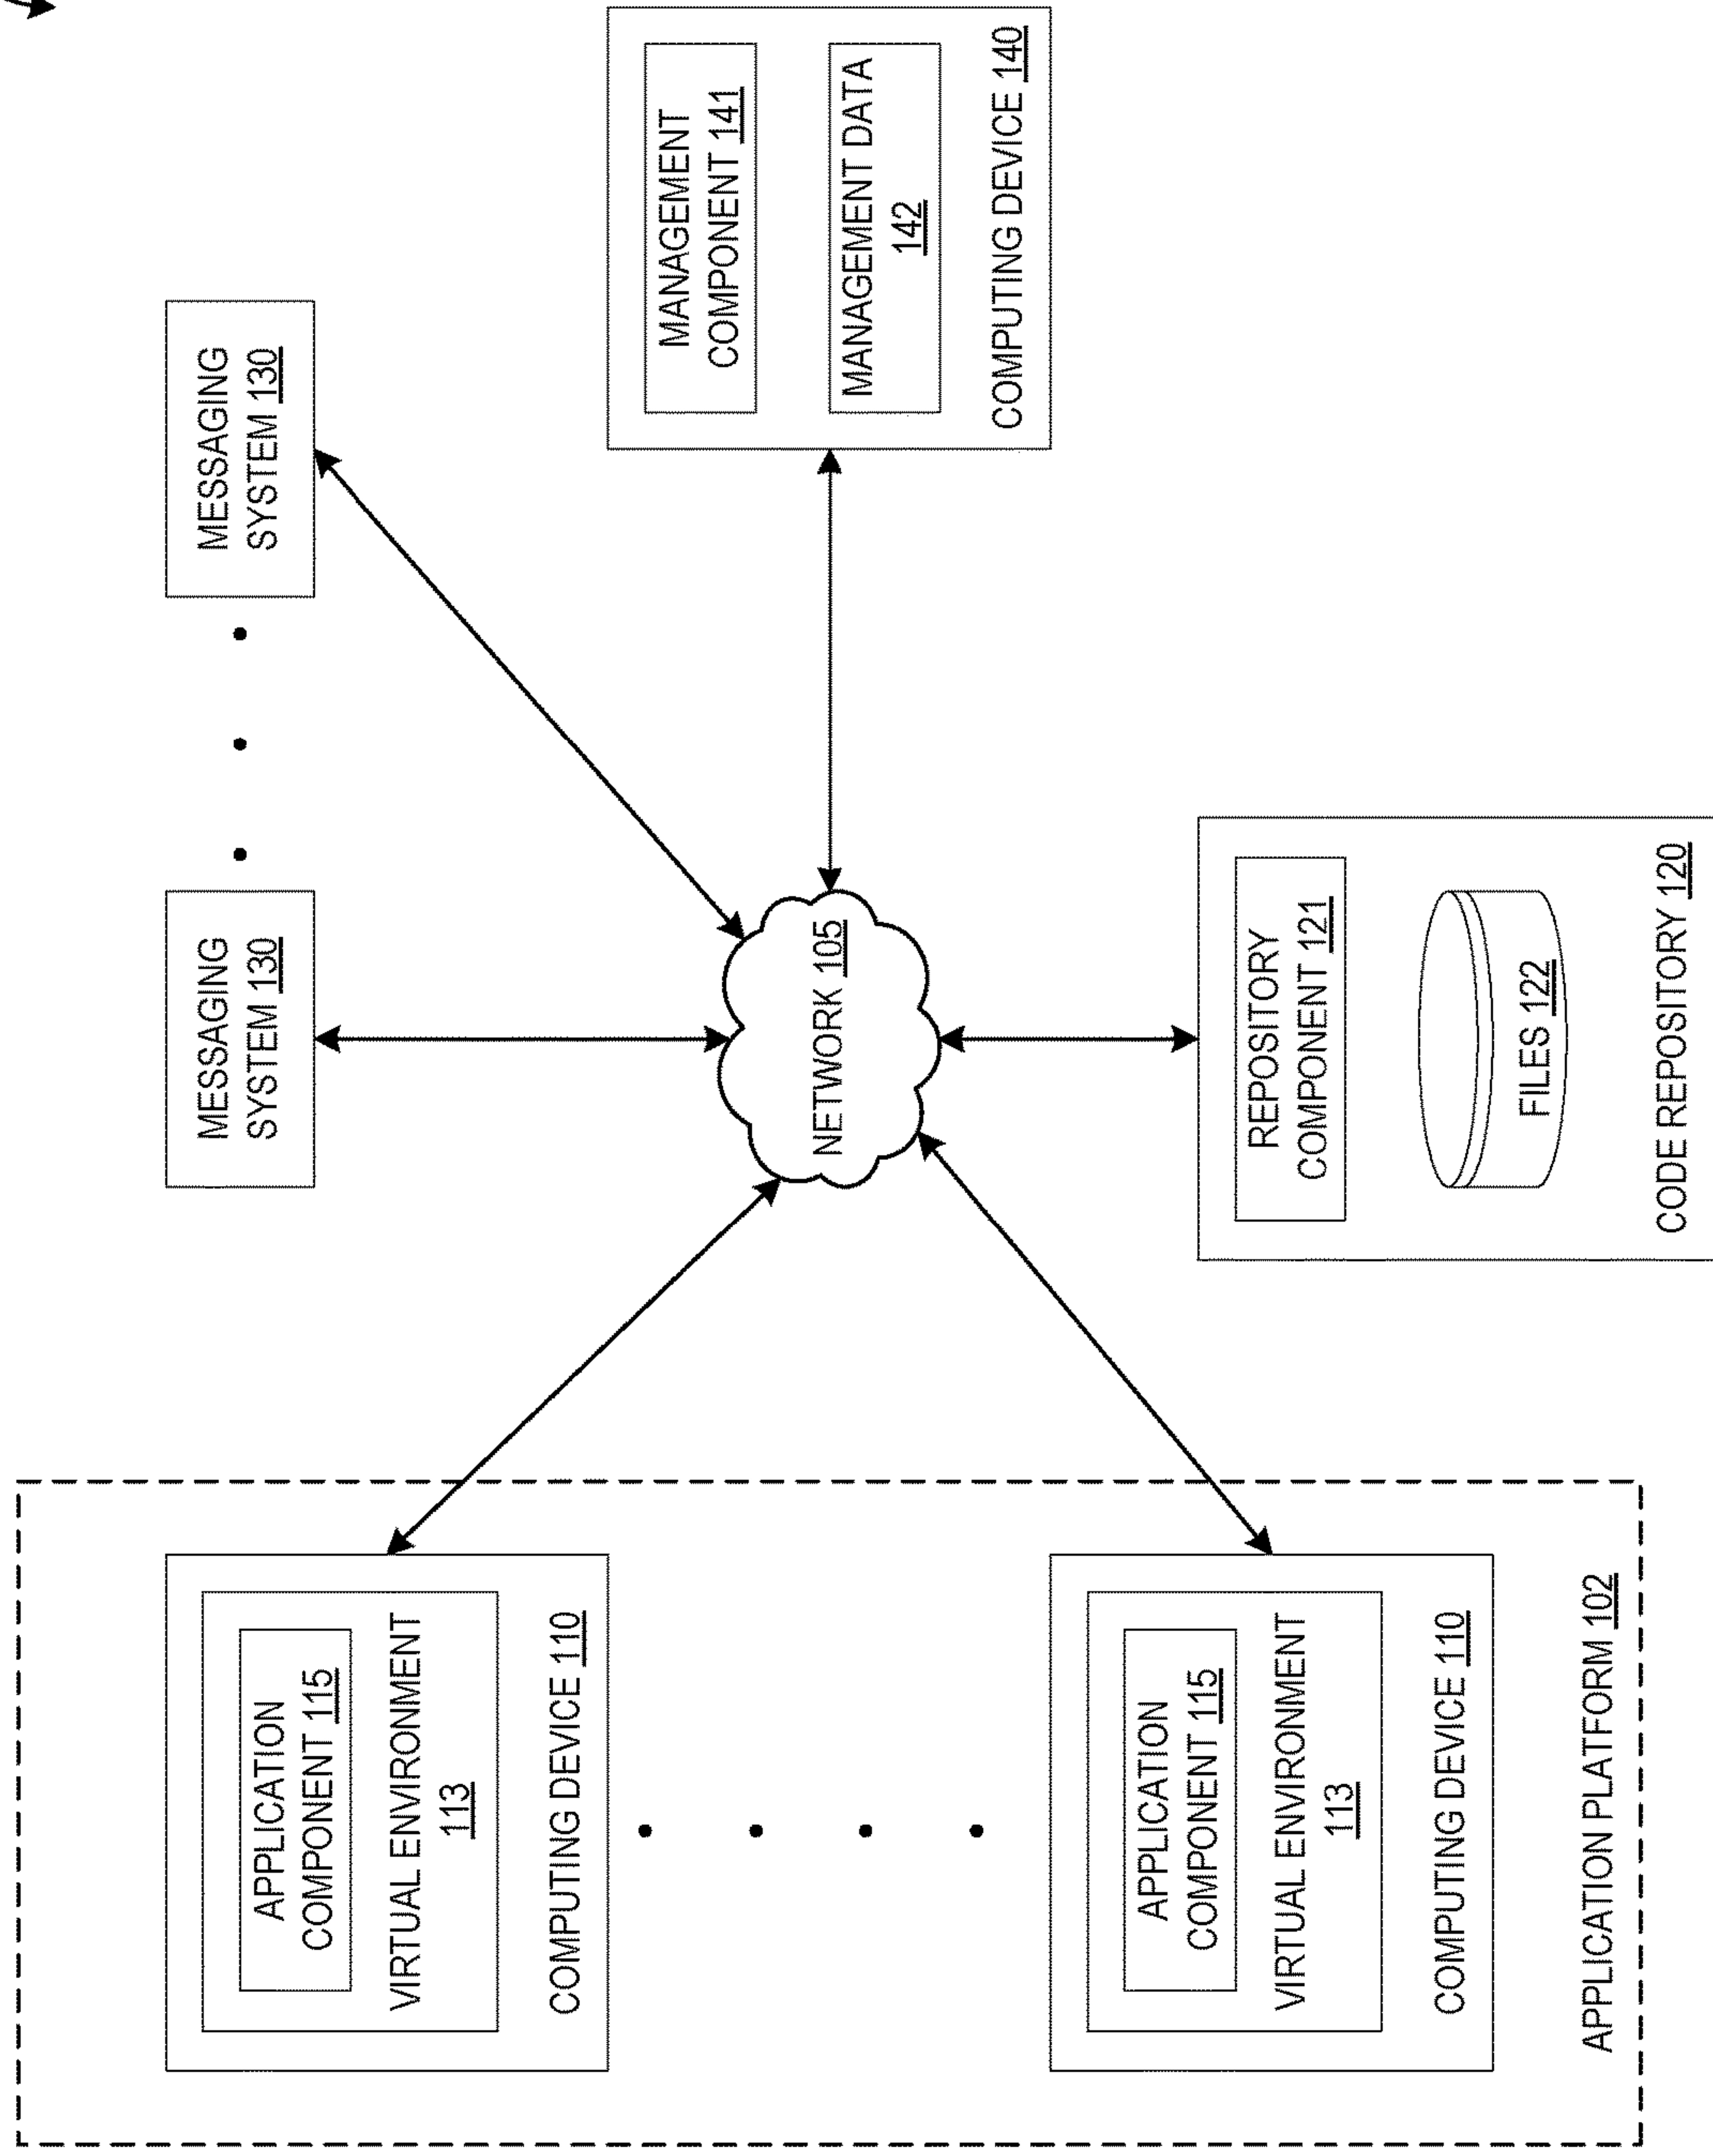 APPLICATION
COMPONENT 115
VIRTUAL ENVIRONMENT
113
COMPUTING DEVICE 110
APPLICATION
COMPONENT 115
VIRTUAL ENVIRONMENT
113
COMPUTING DEVICE 110
APPLICATION PLATFORM 102
MESSAGING
SYSTEM 130
MESSAGING
SYSTEM 130
NETWORK 105
REPOSITORY
COMPONENT 121
FILES 122
CODE REPOSITORY 120
MANAGEMENT
COMPONENT 141
MANAGEMENT DATA
142
COMPUTING DEVICE 140